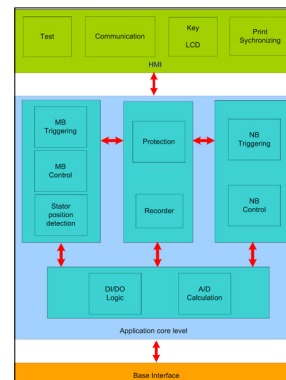 Test
Communication
Key
LCD
Print
Sychronizing
HMI
MB
Triggering
MB
Control
Stator
position
detection
Protection
Recorder
NB
Triggering
NB
Control
DI/DO
Logic
A/D
Calculation
Application core level
Base Interface